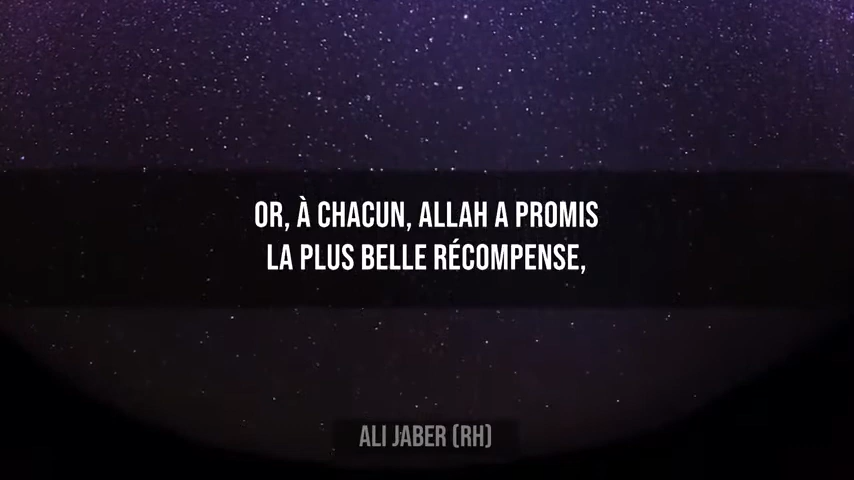 OR, À CHACUN, ALLAH A PROMIS
LA PLUS BELLE RÉCOMPENSE,
ALI JABER (RH)